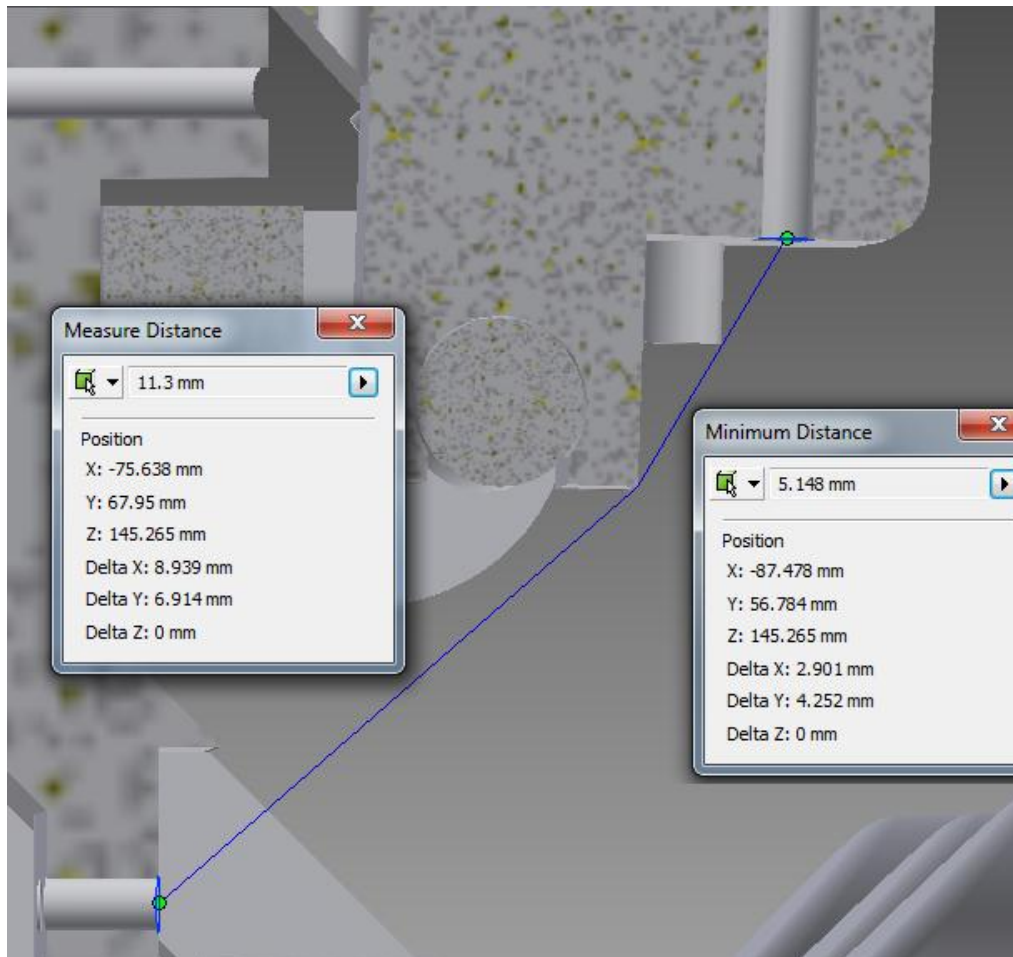 Measure Distance
11.3 mm
Position
X: -75.638 mm
Y: 67.95 mm
Z: 145.265 mm
Delta X: 8.939 mm
Delta Y: 6.914 mm
Delta Z: 0 mm
Minimum Distance
5.148 mm
Position
X: -87.478 mm
Y: 56.784 mm
Z: 145.265 mm
Delta X: 2.901 mm
Delta Y: 4.252 mm
Delta Z: 0 mm